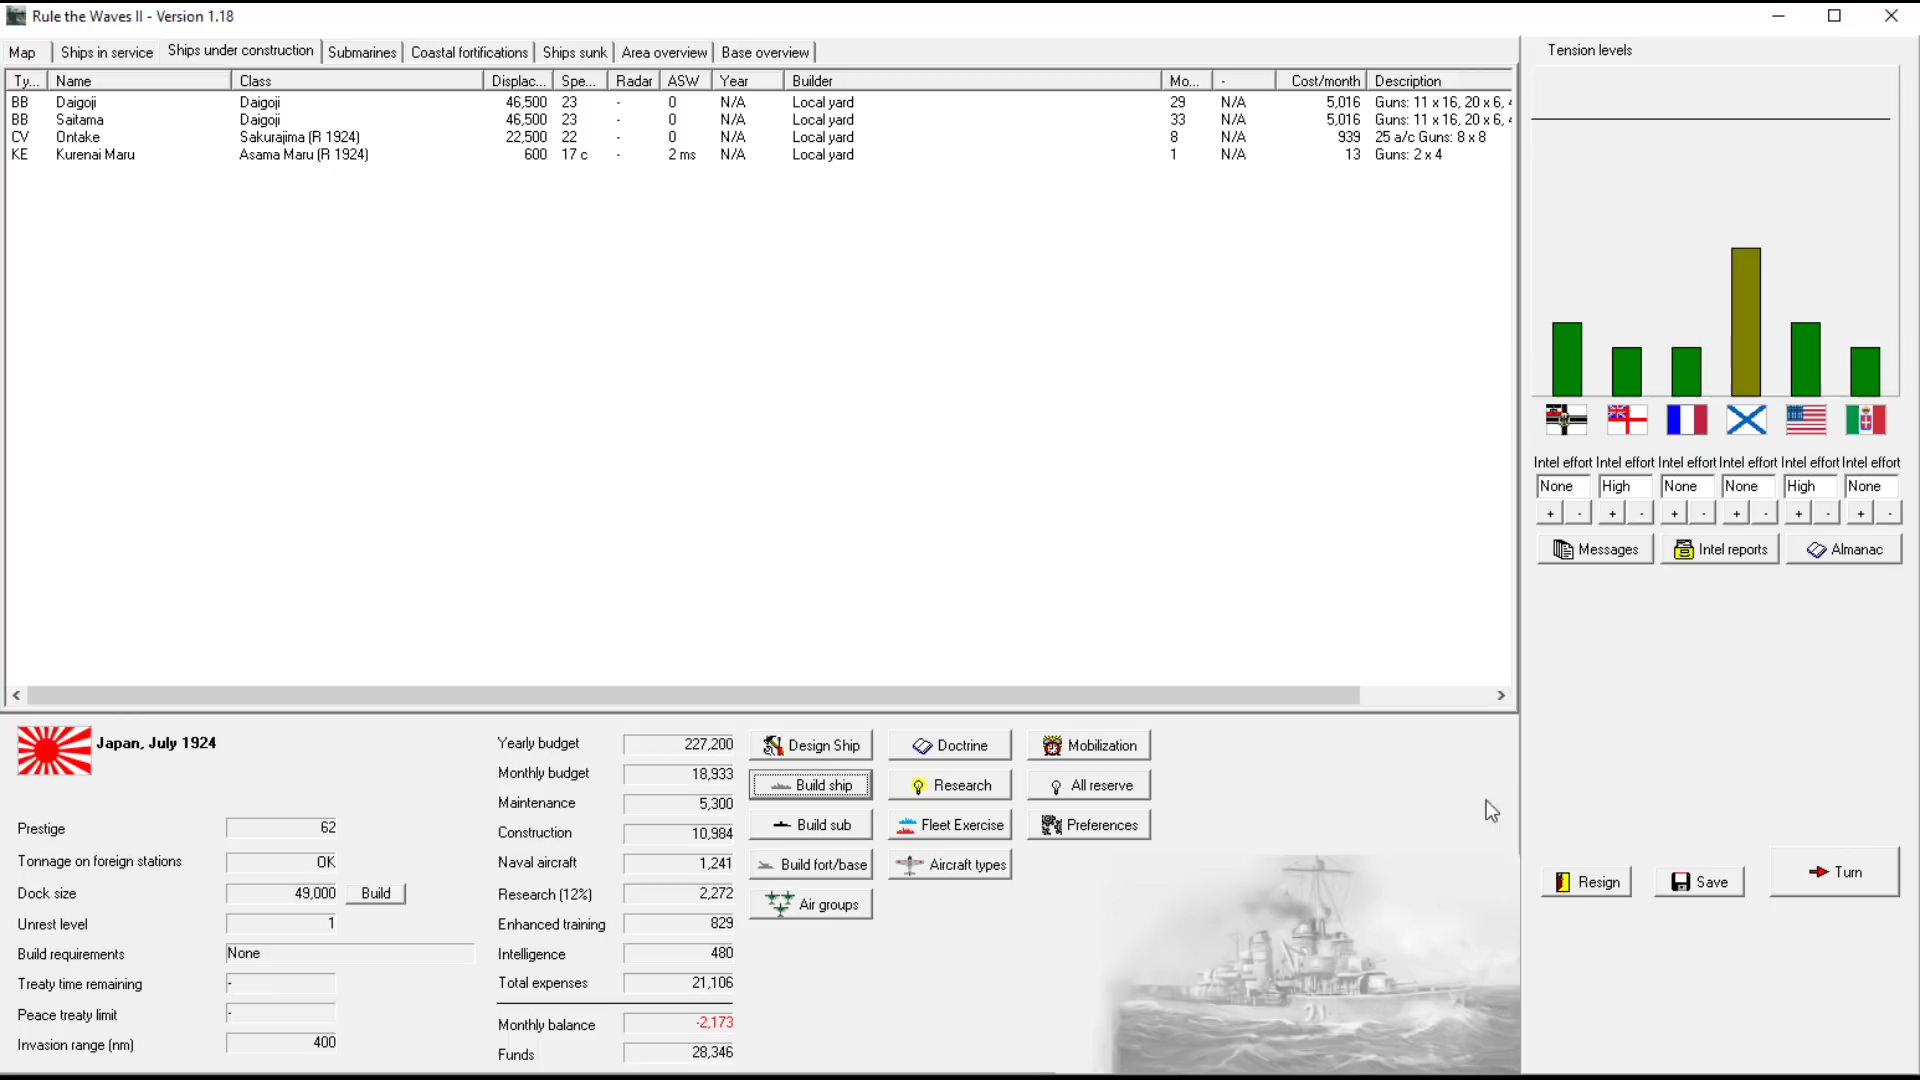 Rule the Waves II - Version 1.18
Map Ships in service Ships under construction Submarines Coastal fortifications Ships sunk Area overview Base overview
Ty... Name Class Displac... Spe... Radar ASW Year Builder Mo... - Cost/month Description
BB Daigoji Daigoji 46,500 23 - 0 N/A Local yard 29 N/A 5,016 Guns: 11 x 16, 20 x 6,
BB Saitama Daigoji 46,500 23 - 0 N/A Local yard 33 N/A 5,016 Guns: 11 x 16, 20 x 6,
CV Ontake Sakurajima (R 1924) 22,500 22 - 0 N/A Local yard 8 N/A 939 25 a/c Guns: 8 x 8
KE Kurenai Maru Asama Maru (R 1924) 600 17 c - 2 ms N/A Local yard 1 N/A 13 Guns: 2 x 4
Tension levels
Intel effort Intel effort Intel effort Intel effort Intel effort Intel effort
None High None None High None
+ - + - + - + - + - + -
Messages Intel reports Almanac
Resign Save Turn
Japan, July 1924
Prestige 62
Tonnage on foreign stations OK
Dock size 49,000 Build
Unrest level 1
Build requirements None
Treaty time remaining -
Peace treaty limit -
Invasion range (nm) 400
Yearly budget 227,200
Monthly budget 18,933
Maintenance 5,300
Construction 10,984
Naval aircraft 1,241
Research (12%) 2,272
Enhanced training 829
Intelligence 480
Total expenses 21,106
Monthly balance -2,173
Funds 28,346
Design Ship Doctrine Mobilization
Build ship Research All reserve
Build sub Fleet Exercise Preferences
Build fort/base Aircraft types
Air groups